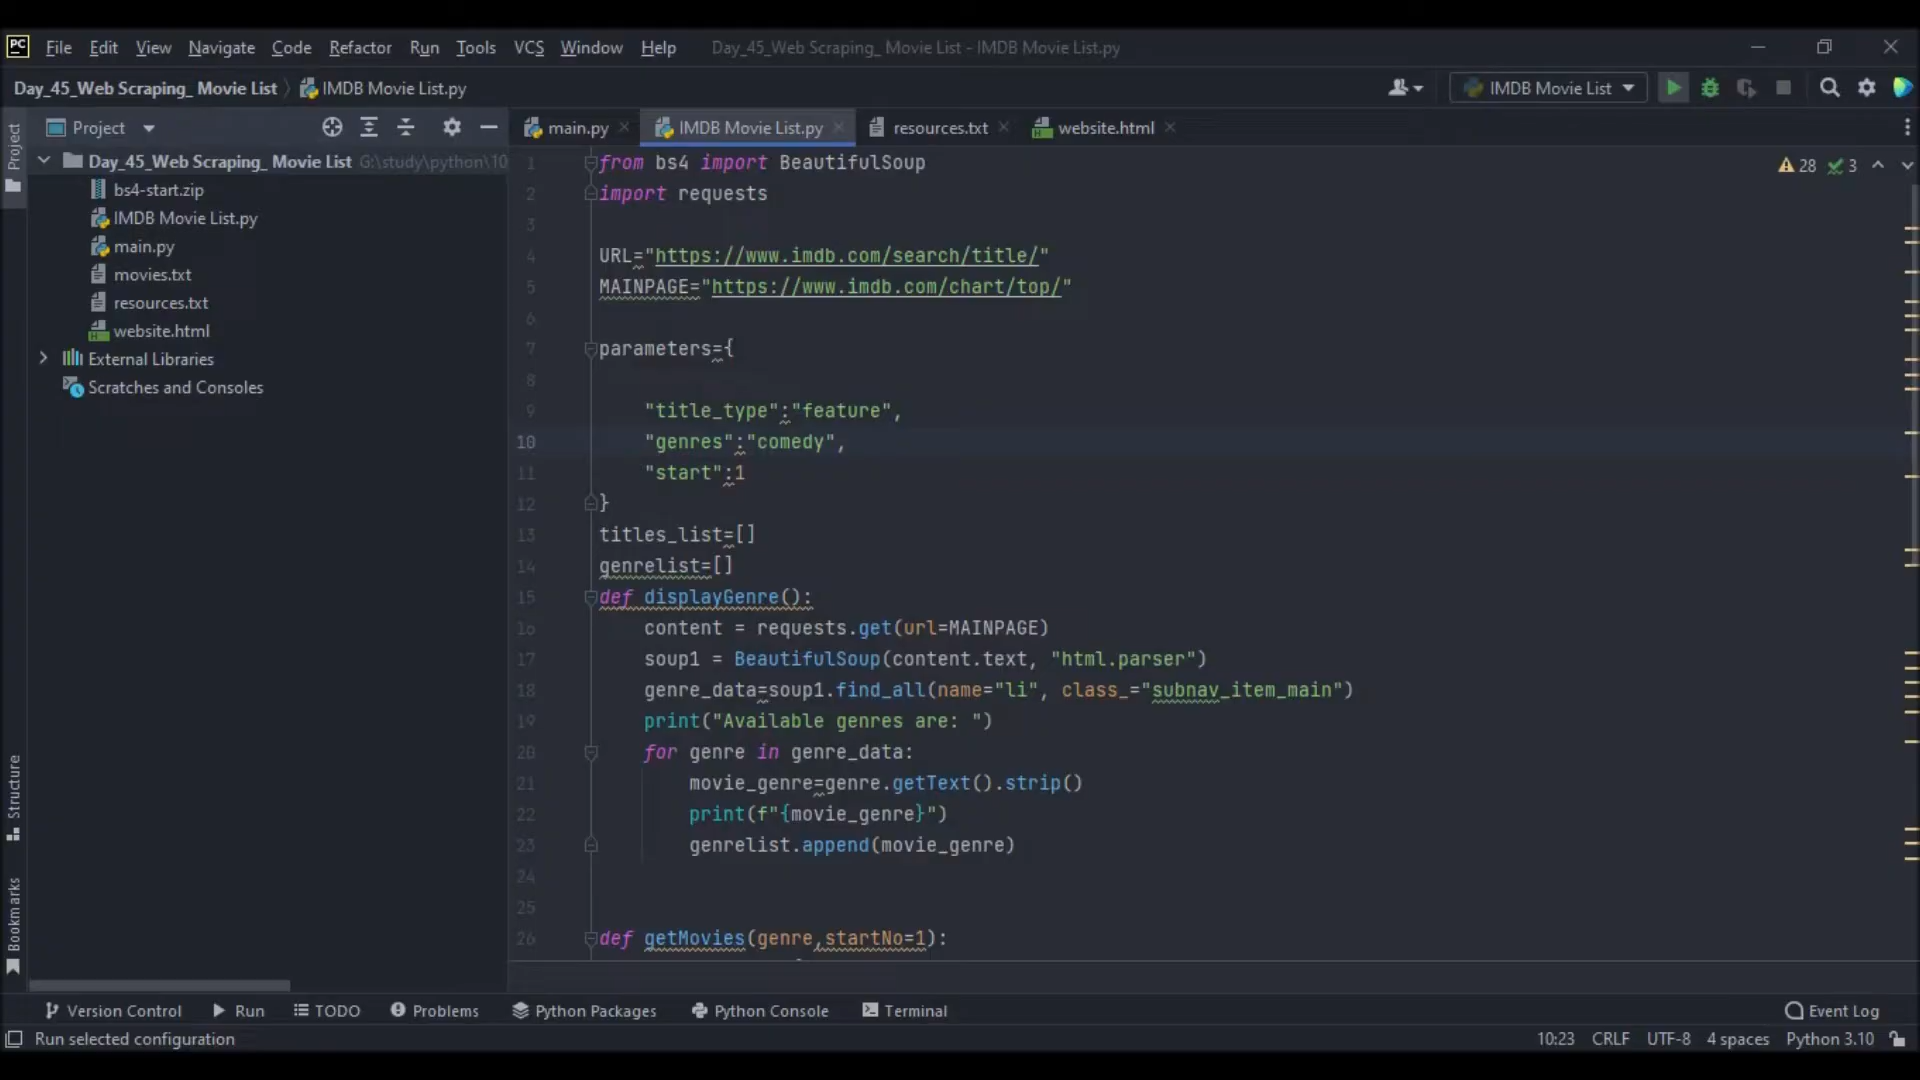 PC File Edit View Navigate Code Refactor Run Tools VCS Window Help Day_45_Web Scraping_ Movie List - IMDB Movie List.py
Day_45_Web Scraping_ Movie List IMDB Movie List.py IMDB Movie List
Project main.py IMDB Movie List.py resources.txt website.html
Project
Day_45_Web Scraping_ Movie List G:\study\python\10
bs4-start.zip
IMDB Movie List.py
main.py
movies.txt
resources.txt
website.html
External Libraries
Scratches and Consoles
Structure
Bookmarks
28 3
1 from bs4 import BeautifulSoup
2 import requests
3
4 URL="https://www.imdb.com/search/title/"
5 MAINPAGE="https://www.imdb.com/chart/top/"
6
7 parameters={
8
9 "title_type":"feature",
10 "genres":"comedy",
11 "start":1
12 }
13 titles_list=[]
14 genrelist=[]
15 def displayGenre():
16 content = requests.get(url=MAINPAGE)
17 soup1 = BeautifulSoup(content.text, "html.parser")
18 genre_data=soup1.find_all(name="li", class_="subnav_item_main")
19 print("Available genres are: ")
20 for genre in genre_data:
21 movie_genre=genre.getText().strip()
22 print(f"{movie_genre}")
23 genrelist.append(movie_genre)
24
25
26 def getMovies(genre,startNo=1):
Version Control Run TODO Problems Python Packages Python Console Terminal Event Log
Run selected configuration 10:23 CRLF UTF-8 4 spaces Python 3.10